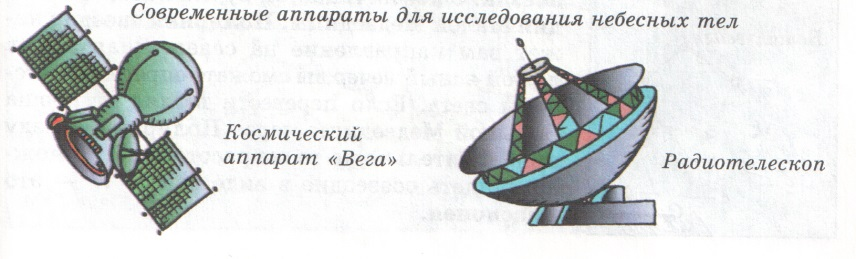 Современные аппараты для исследования небесных тел
Космический
аппарат «Вега»
Радиотелескоп